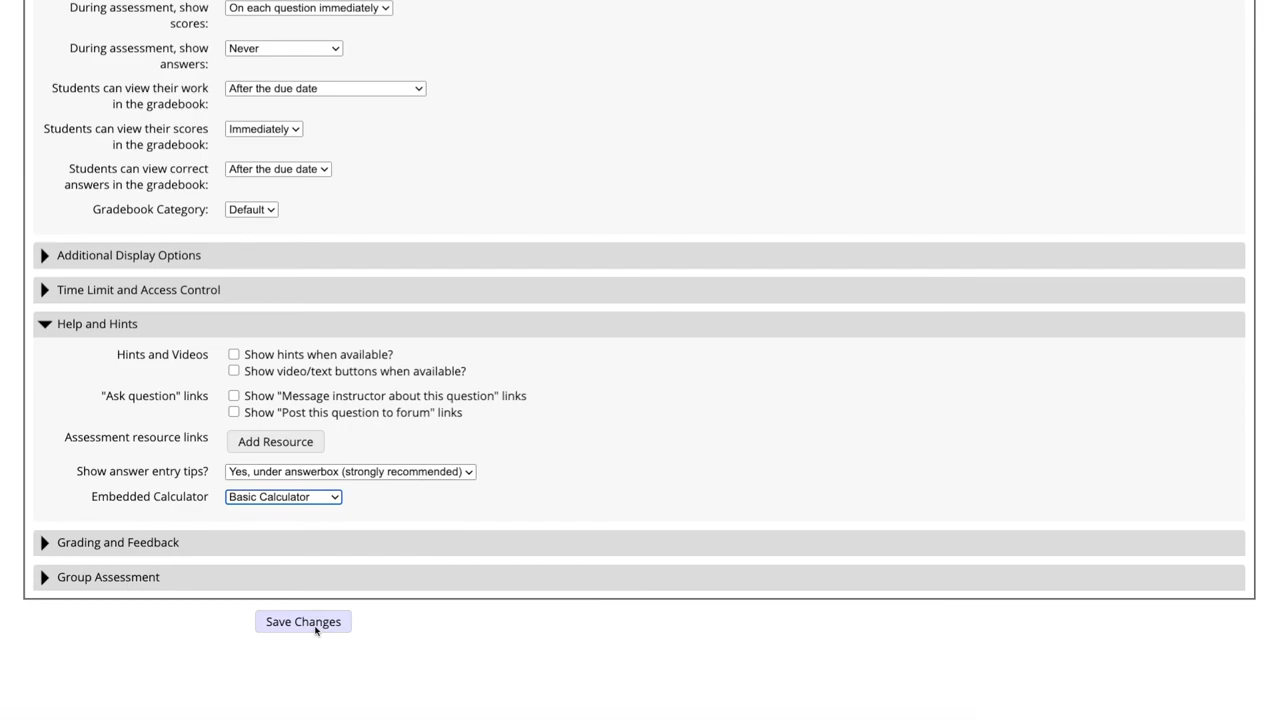 During assessment, show
scores:
On each question immediately
During assessment, show
answers:
Never
Students can view their work
in the gradebook:
After the due date
Students can view their scores
in the gradebook:
Immediately
Students can view correct
answers in the gradebook:
After the due date
Gradebook Category:
Default
Additional Display Options
Time Limit and Access Control
Help and Hints
Hints and Videos
Show hints when available?
Show video/text buttons when available?
"Ask question" links
Show "Message instructor about this question" links
Show "Post this question to forum" links
Assessment resource links
Add Resource
Show answer entry tips?
Yes, under answerbox (strongly recommended)
Embedded Calculator
Basic Calculator
Grading and Feedback
Group Assessment
Save Changes